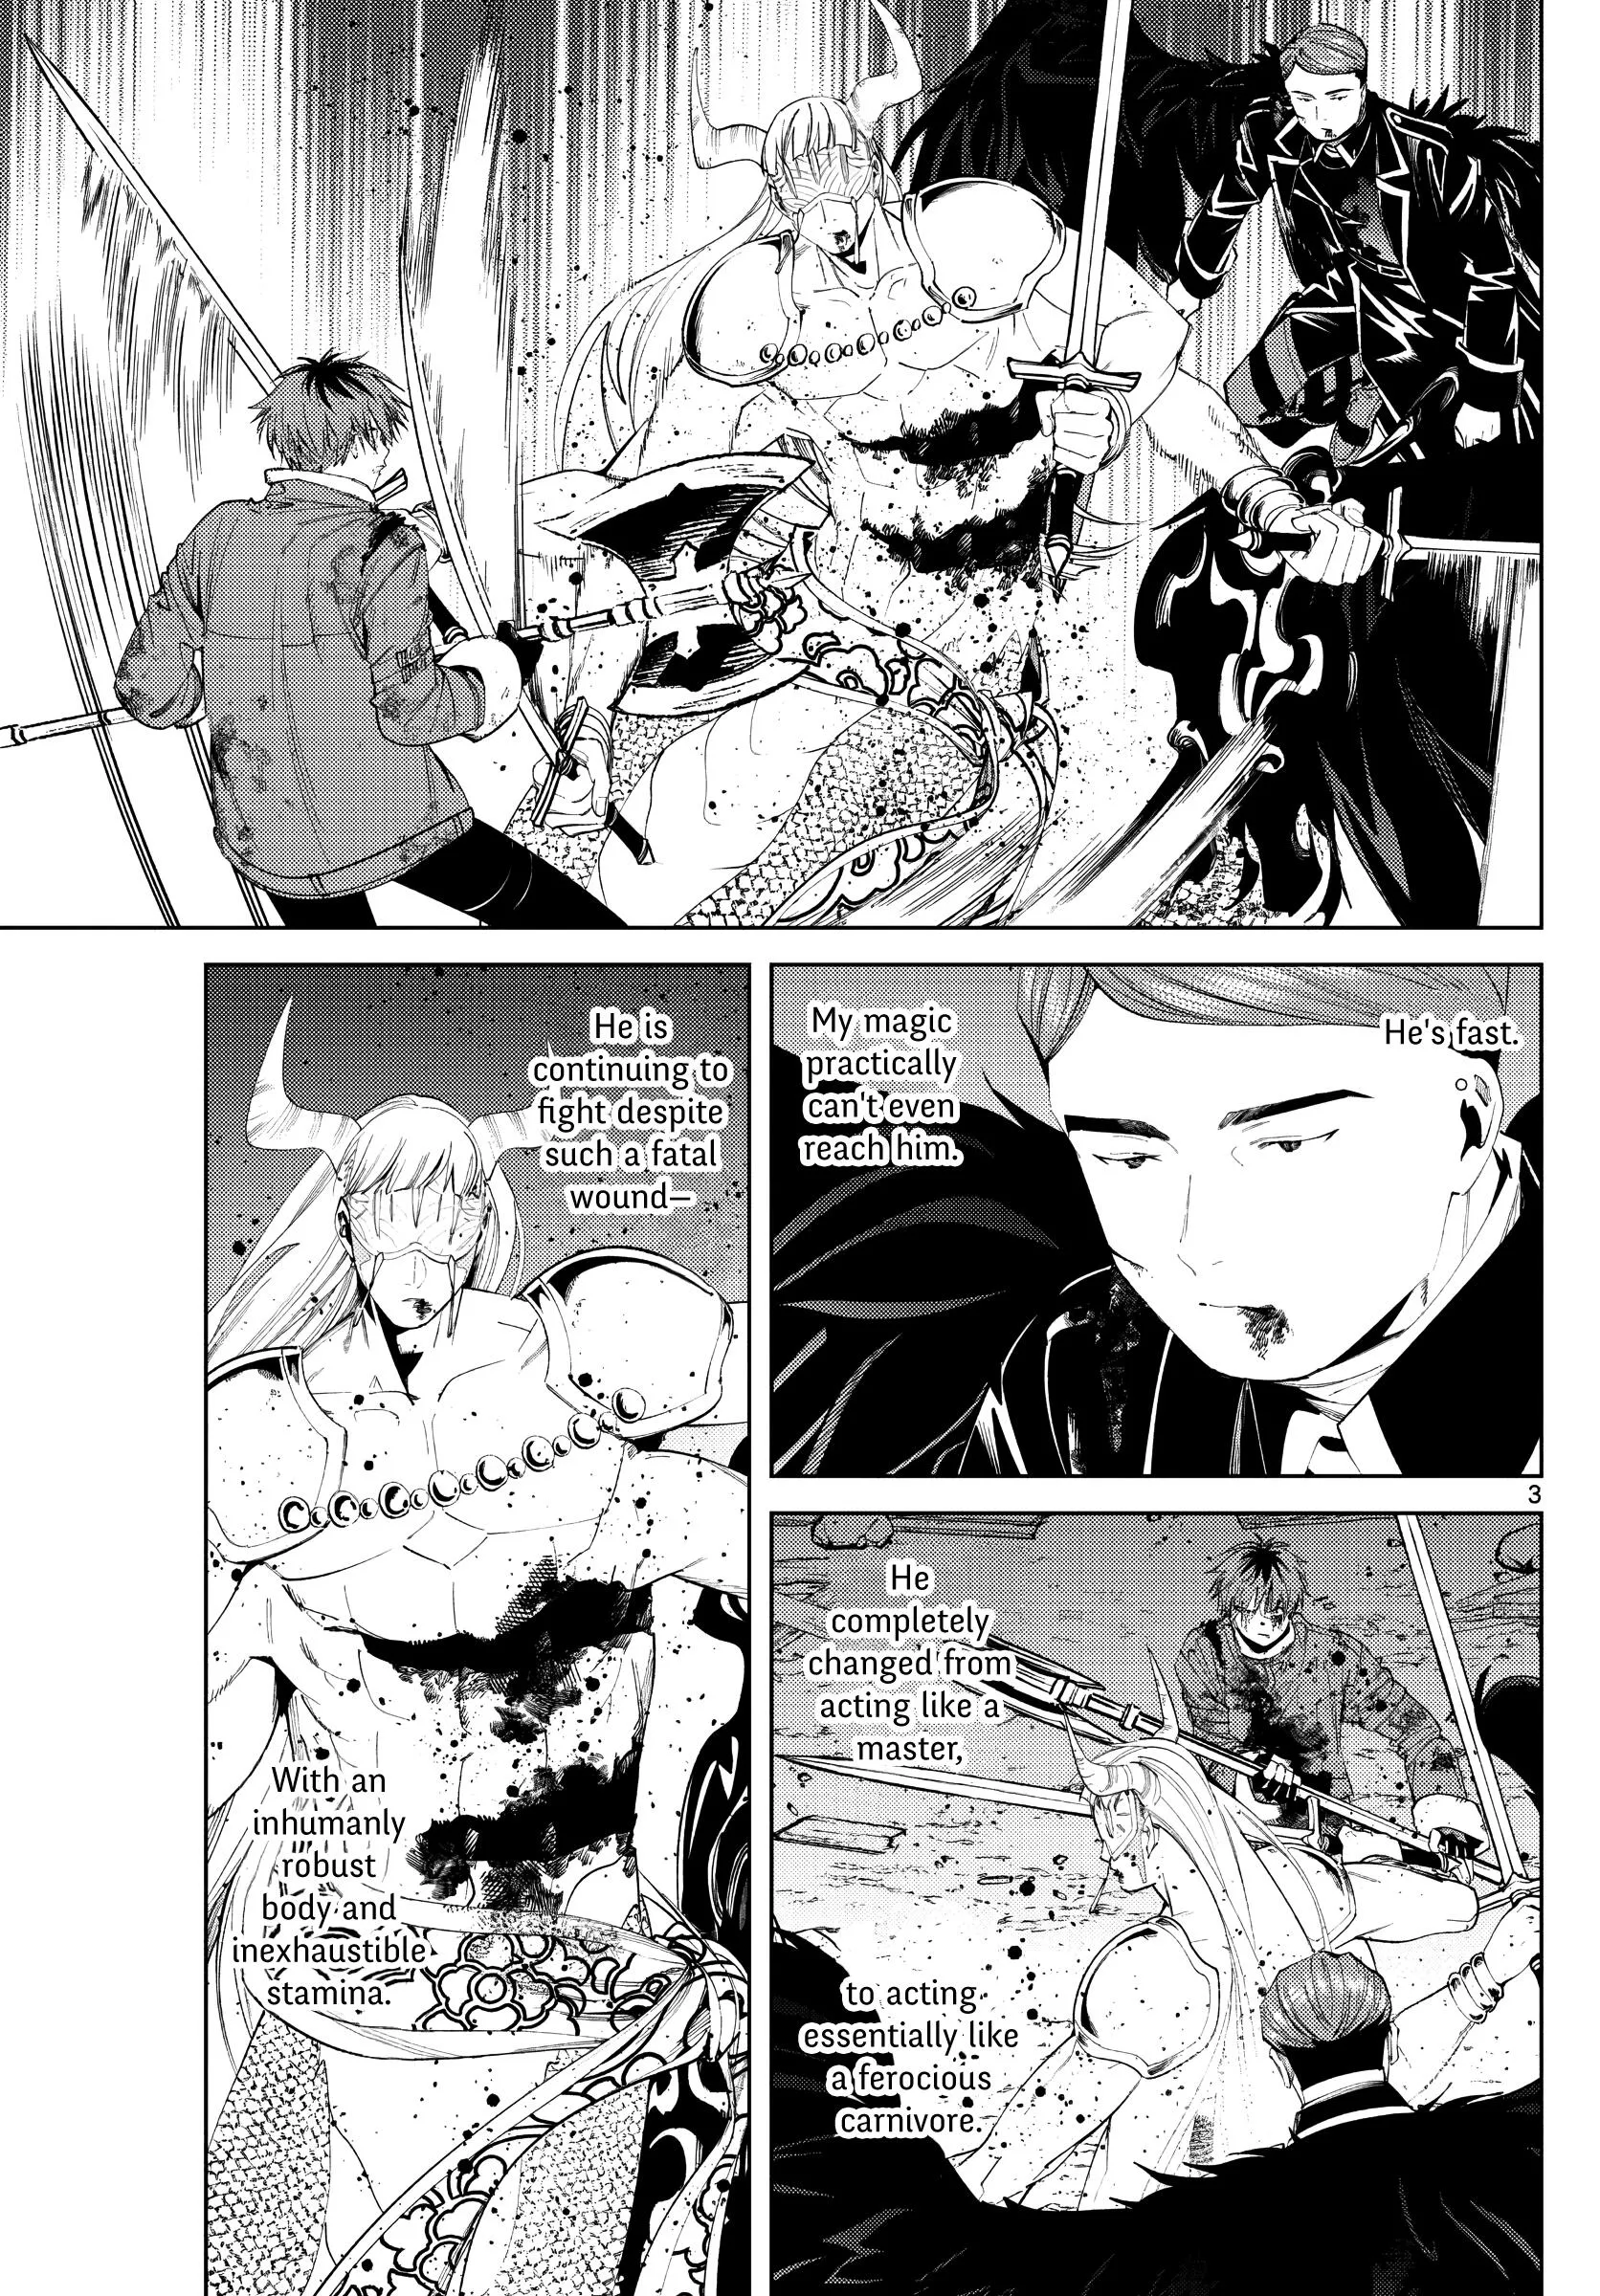 He's fast.
My magic
practically
can't even
reach him.
3
He
completely
changed from
acting like a
master,
to acting
essentially like
a ferocious
carnivore.
He is
continuing to
fight despite
such a fatal
wound—
With an
inhumanly
robust
body and
inexhaustible
stamina.